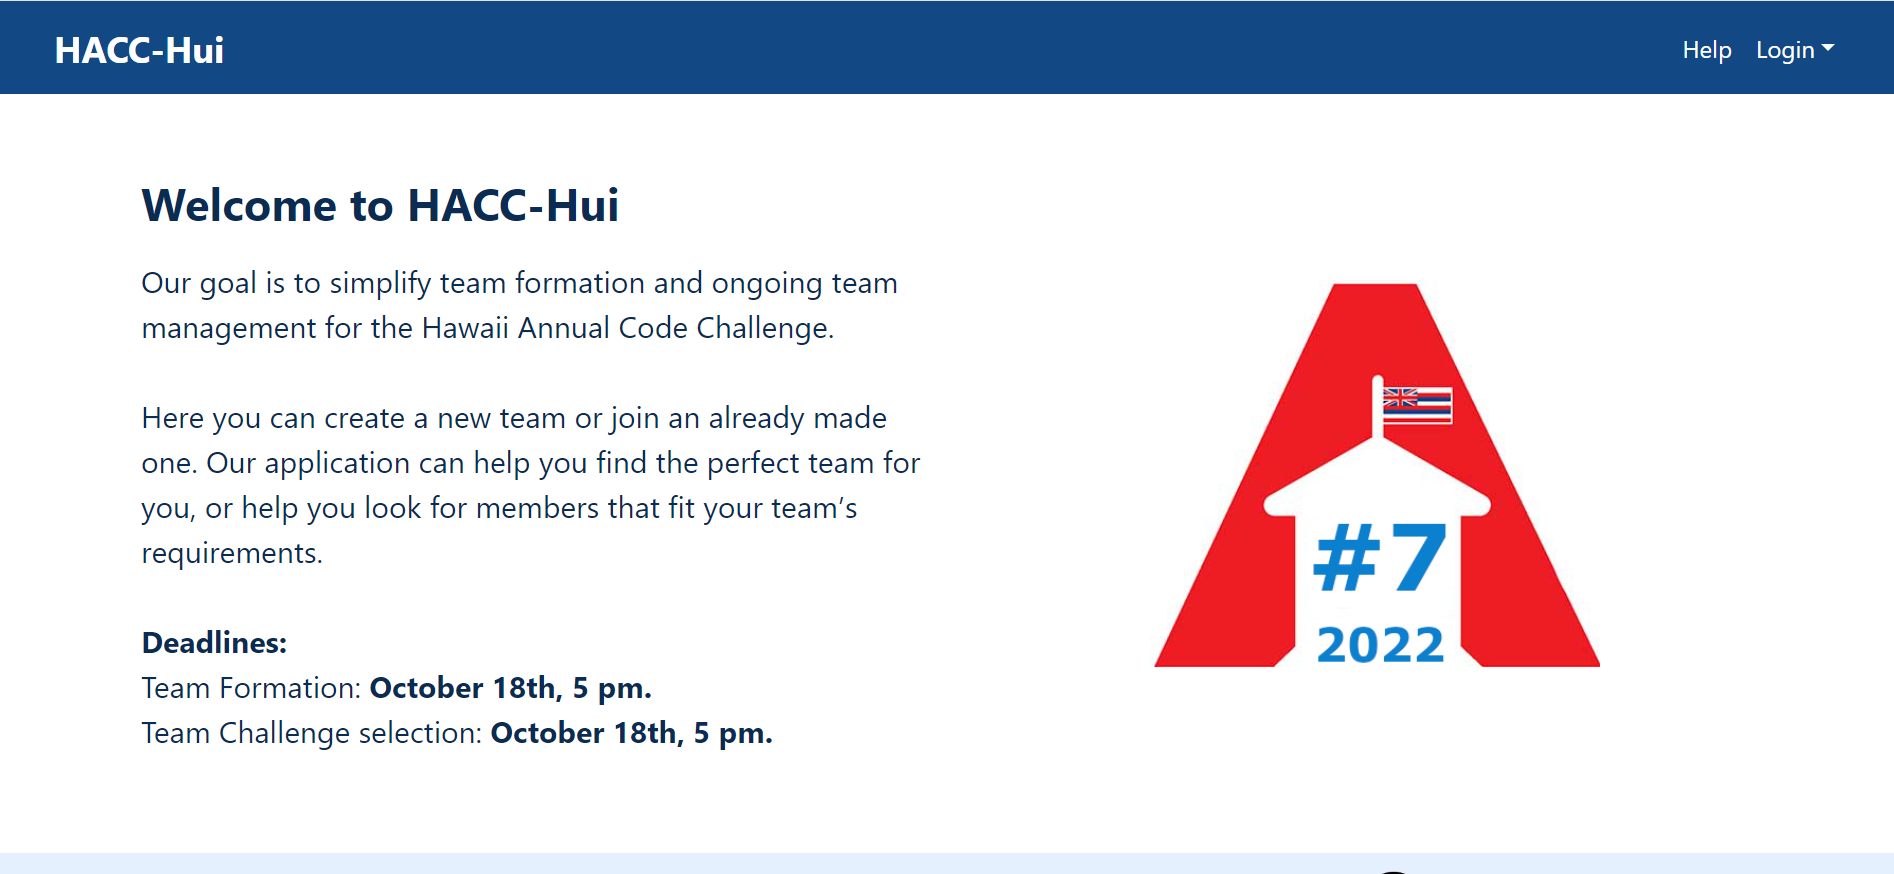 HACC-Hui
Help Login
Welcome to HACC-Hui
Our goal is to simplify team formation and ongoing team
management for the Hawaii Annual Code Challenge.
Here you can create a new team or join an already made
one. Our application can help you find the perfect team for
you, or help you look for members that fit your team’s
requirements.
Deadlines:
Team Formation: October 18th, 5 pm.
Team Challenge selection: October 18th, 5 pm.
#7
2022